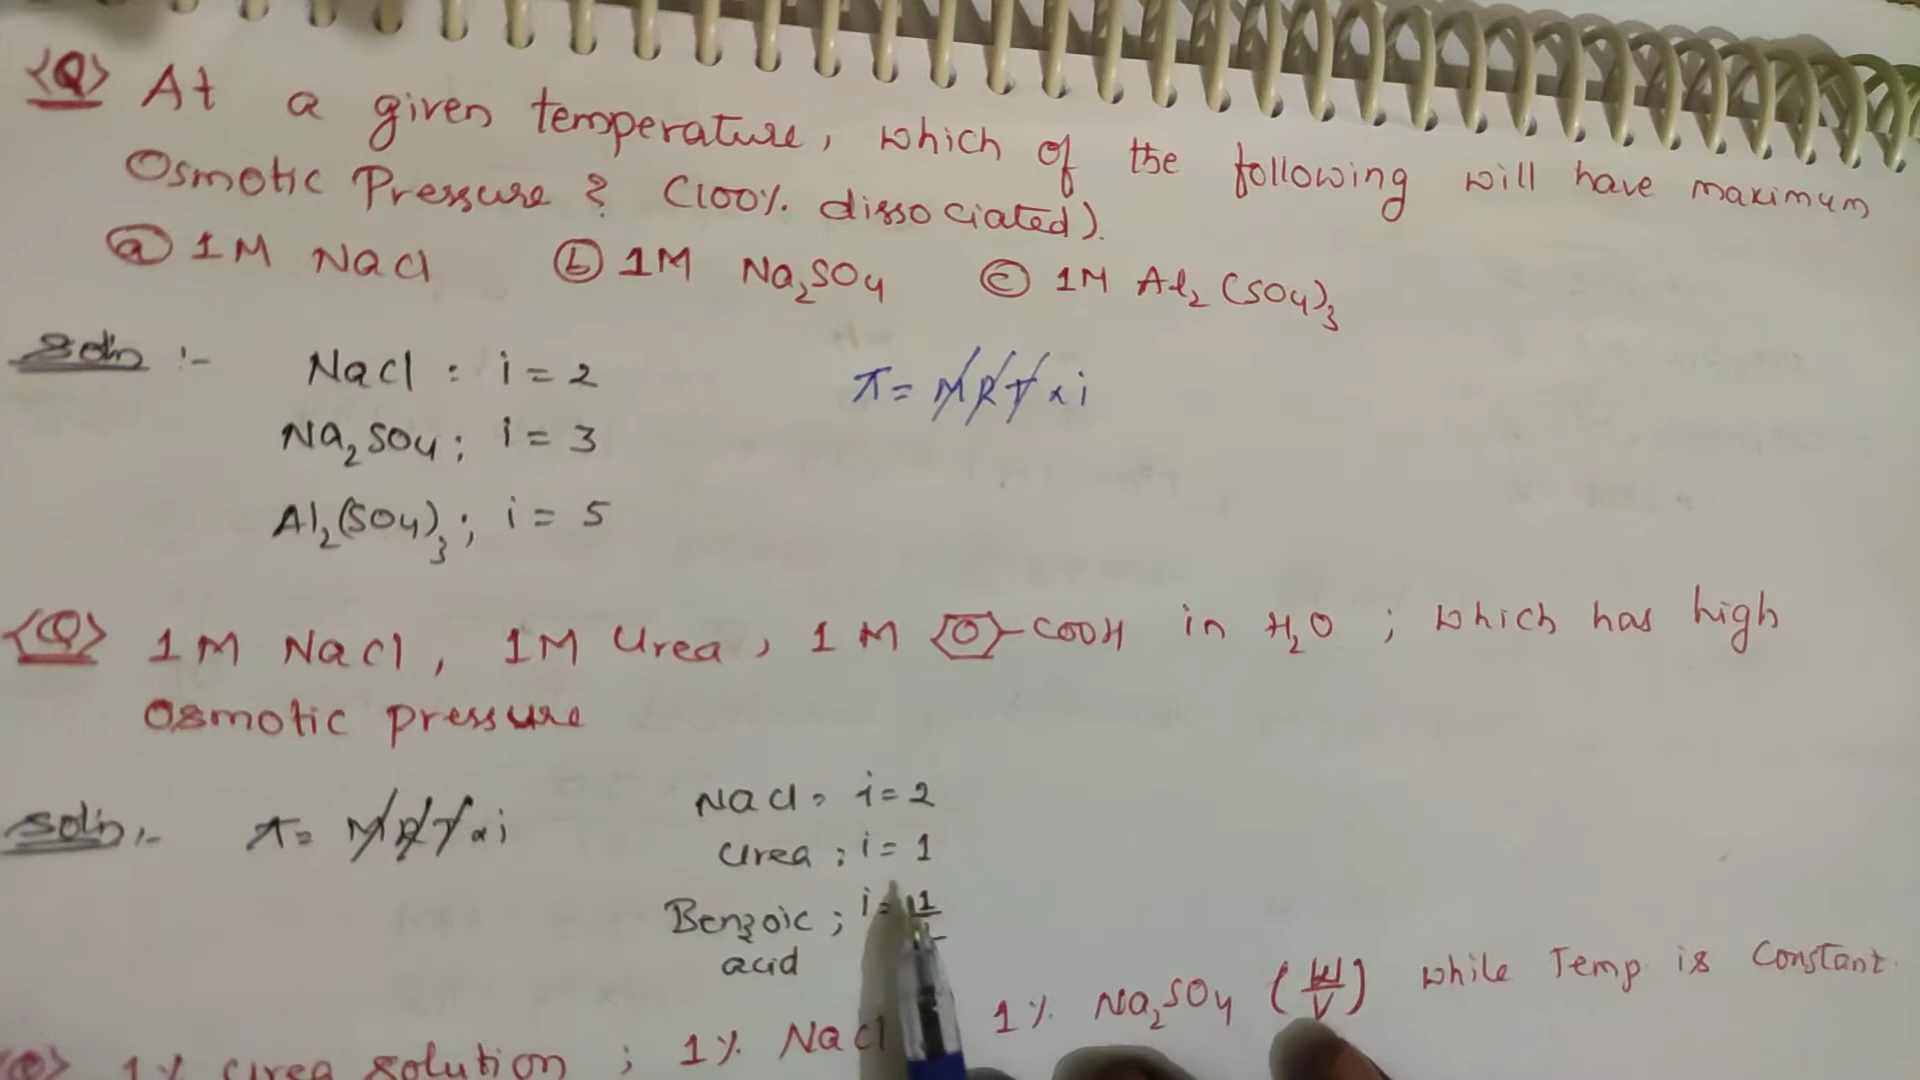 <Q> At a given temperature, which of the following will have maximum
Osmotic Pressure ? (100% dissociated).
ⓐ 1M NaCl ⓑ 1M Na₂SO₄ ⓒ 1M Al₂(SO₄)₃
Soln :- NaCl : i = 2 π = MRT × i
Na₂SO₄ ; i = 3
Al₂(SO₄)₃ ; i = 5
<Q> 1M NaCl, 1M Urea, 1M -COOH in H₂O ; which has high
Osmotic pressure
Soln :- π = MRT × i NaCl, i = 2
Urea ; i = 1
Benzoic ; i =
acid
<Q> 1% urea solution ; 1% NaCl 1% Na₂SO₄ (W/V) while Temp is Constant.